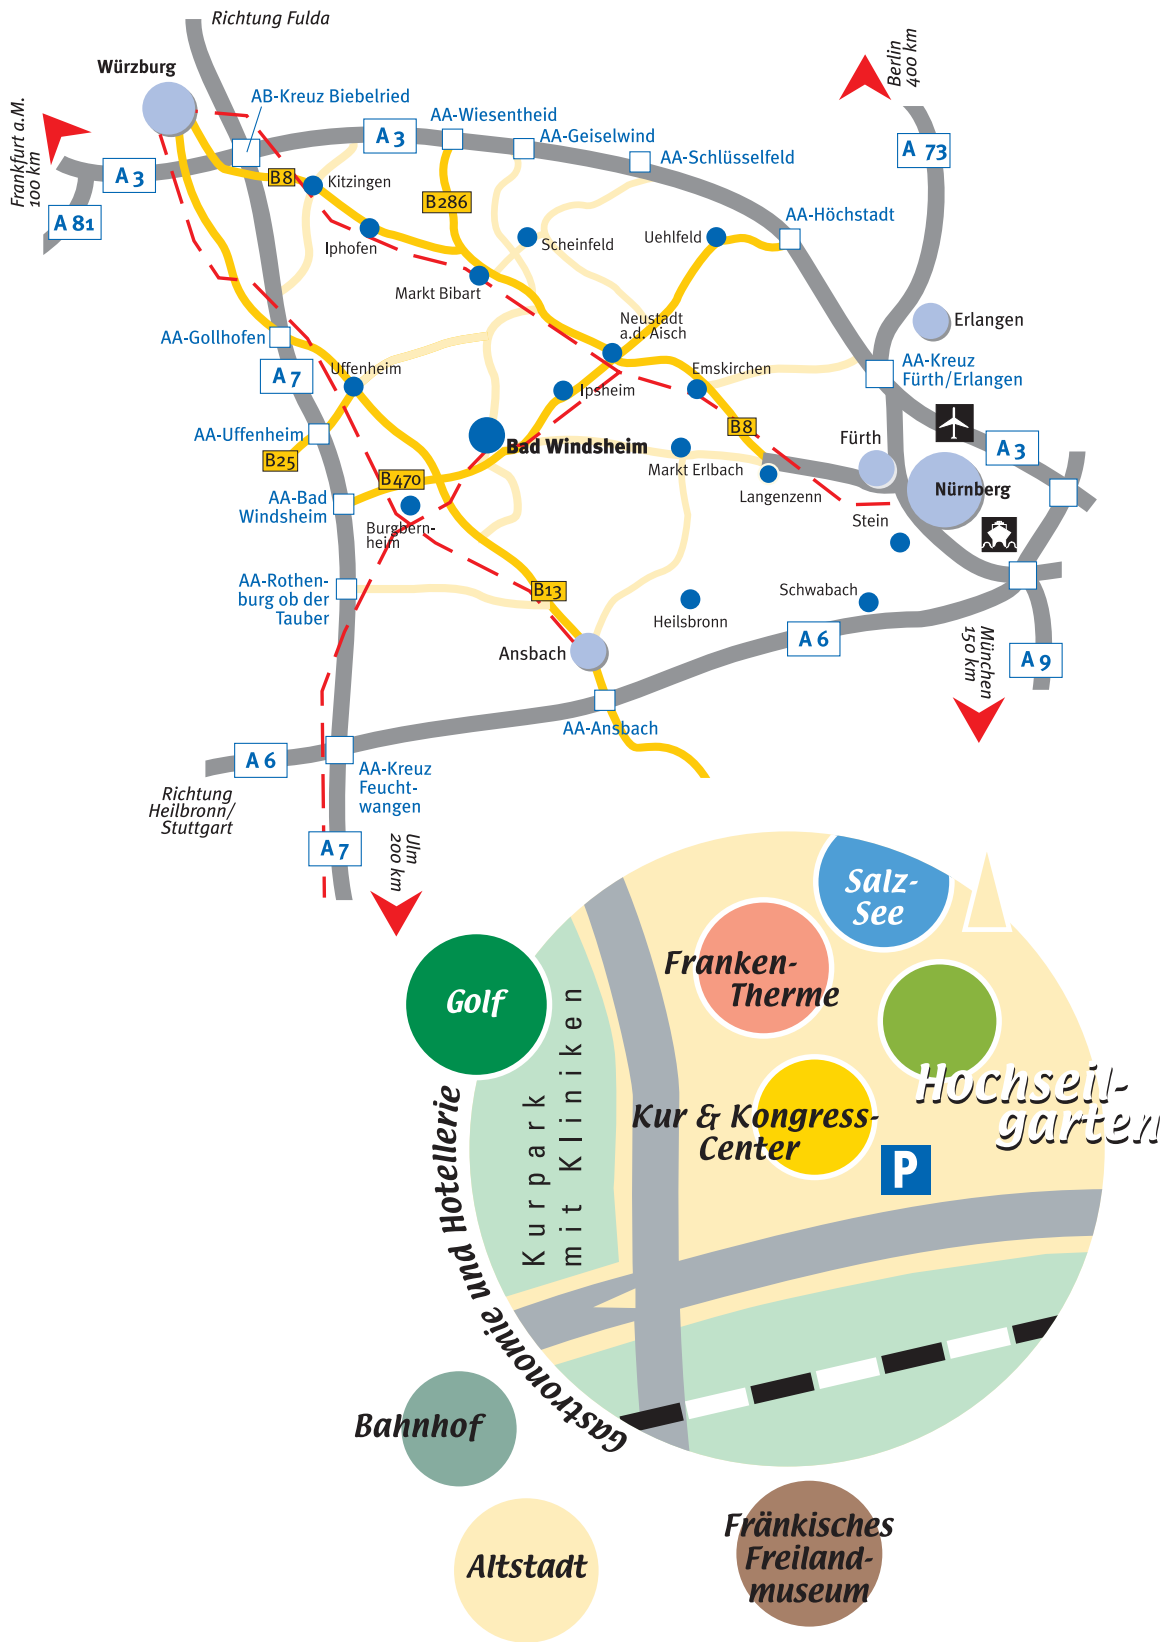 Richtung Fulda
Würzburg
AB-Kreuz Biebelried
Berlin
400 km
Frankfurt a.M.
100 km
AA-Wiesentheid
A 3
AA-Geiselwind
A 73
AA-Schlüsselfeld
A 3
B8
Kitzingen
B286
A 81
AA-Höchstadt
Iphofen
Scheinfeld
Uehlfeld
Markt Bibart
Neustadt
a.d. Aisch
Erlangen
AA-Gollhofen
A 7
Uffenheim
Emskirchen
AA-Kreuz
Fürth/Erlangen
Ipsheim
AA-Uffenheim
B25
Bad Windsheim
B8
Fürth
A 3
Markt Erlbach
B470
Langenzenn
Nürnberg
AA-Bad
Windsheim
Burgbern-
heim
Stein
AA-Rothen-
burg ob der
Tauber
B13
Schwabach
Heilsbronn
Ansbach
A 6
München
150 km
A 9
AA-Ansbach
A 6
AA-Kreuz
Feucht-
wangen
Richtung
Heilbronn/
Stuttgart
A 7
Ulm
200 km
Salz-
See
Franken-
Therme
Golf
Kurpark
mit Kliniken
Hochseil-
garten
Kur & Kongress-
Center
P
Gastronomie und Hotellerie
Bahnhof
Altstadt
Fränkisches
Freiland-
museum